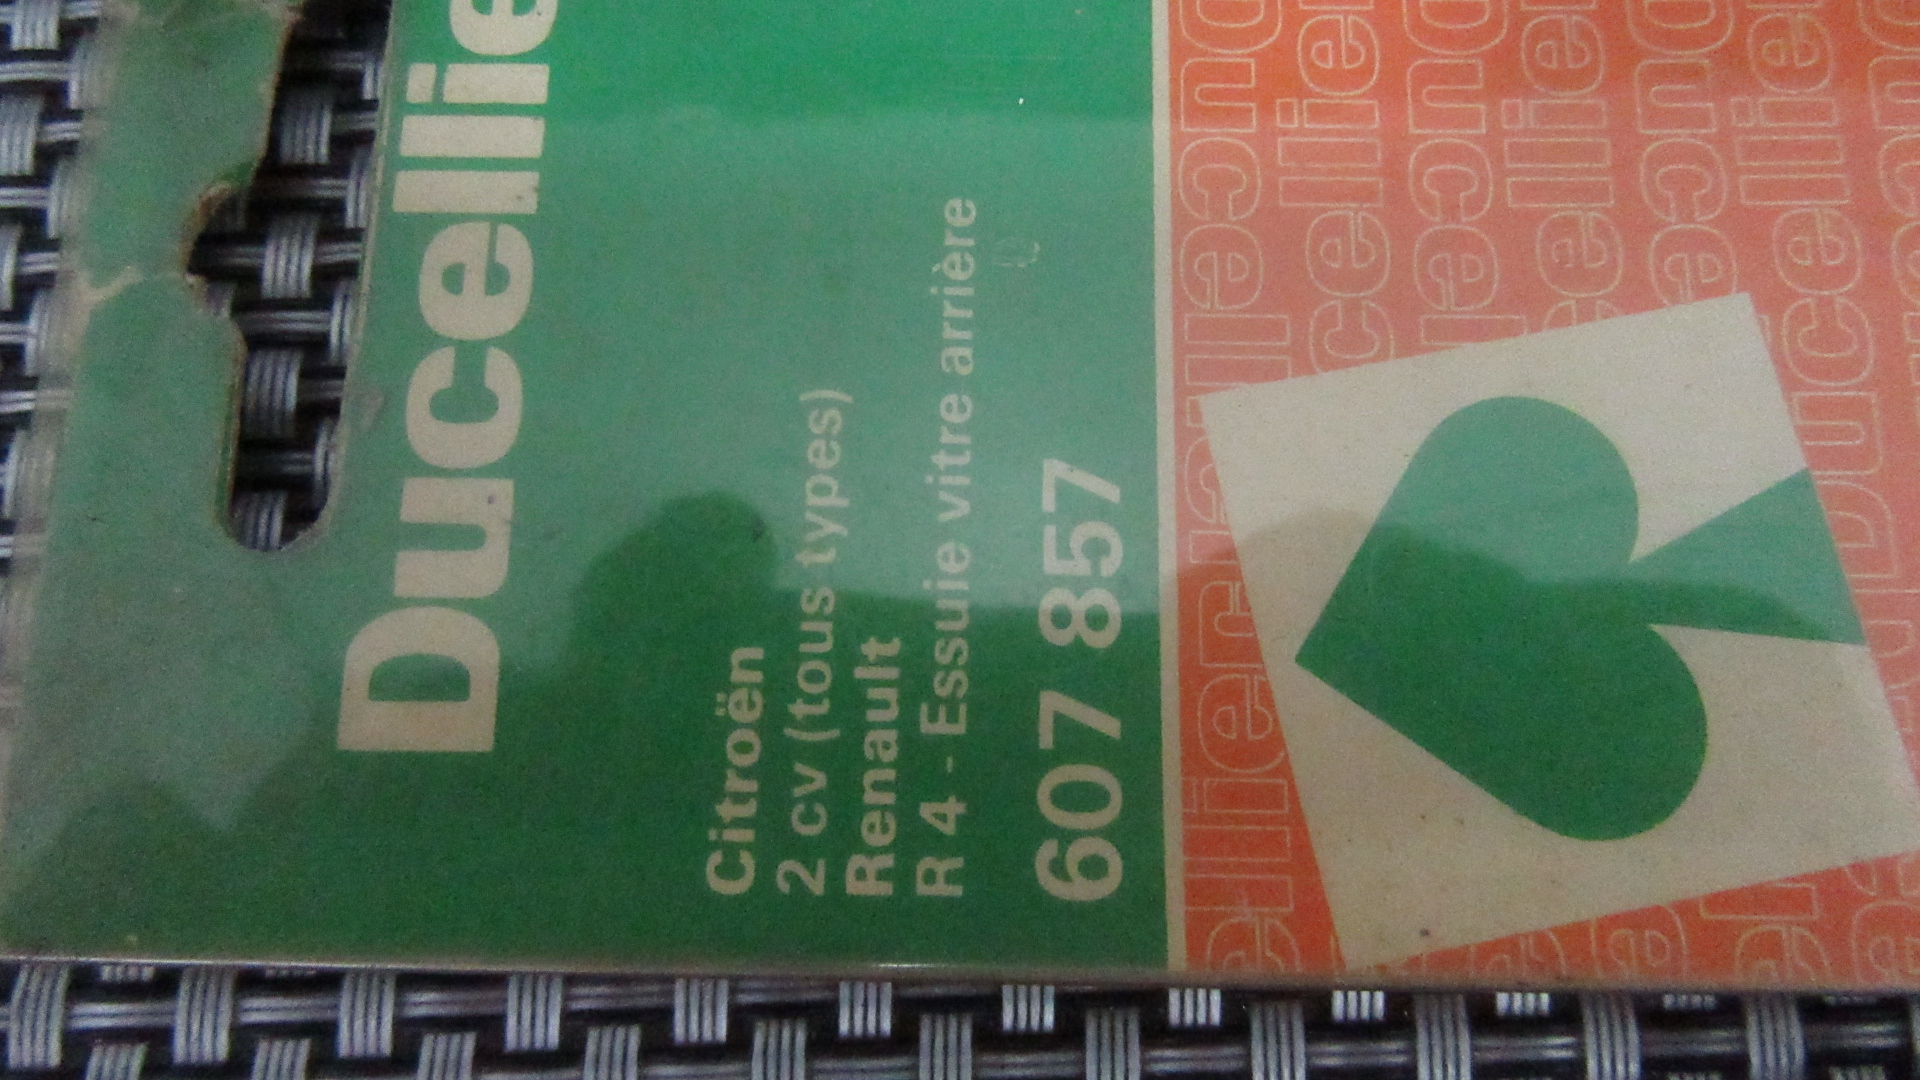 Ducellie
Citroën
2 cv (tous types)
Renault
R 4 - Essuie vitre arrière
607 857